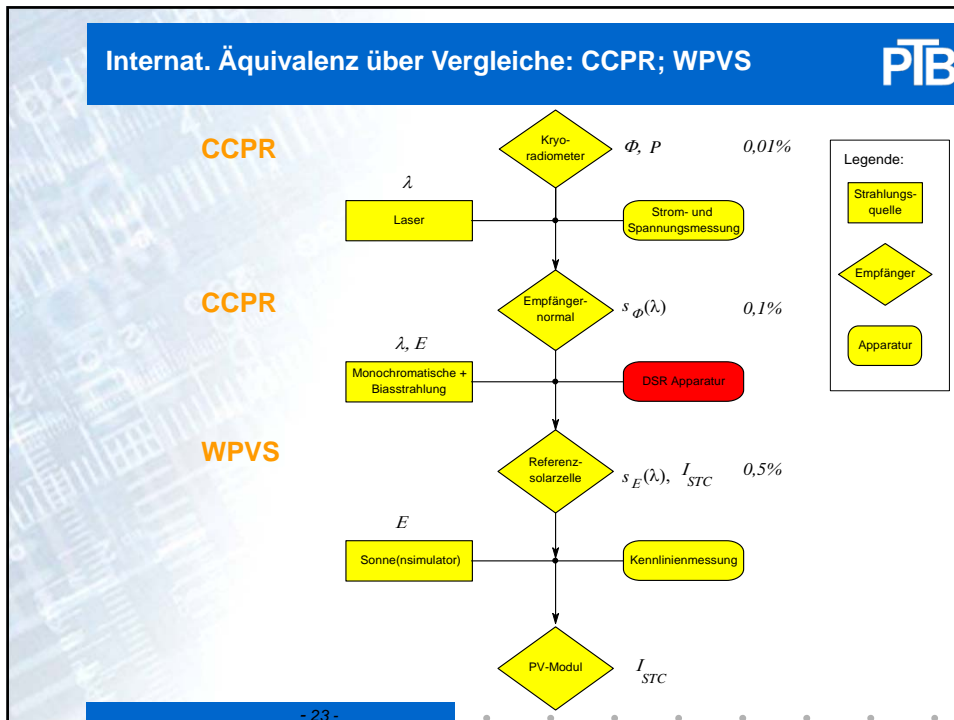 Internat. Äquivalenz über Vergleiche: CCPR; WPVS
PTB
CCPR
Kryo-
radiometer
Φ, P
0,01%
λ
Laser
Strom- und
Spannungsmessung
CCPR
Empfänger-
normal
s_Φ(λ)
0,1%
λ, E
Monochromatische +
Biasstrahlung
DSR Apparatur
WPVS
Referenz-
solarzelle
s_E(λ), I_STC
0,5%
E
Sonne(nsimulator)
Kennlinienmessung
PV-Modul
I_STC
Legende:
Strahlungs-
quelle
Empfänger
Apparatur
- 23 -